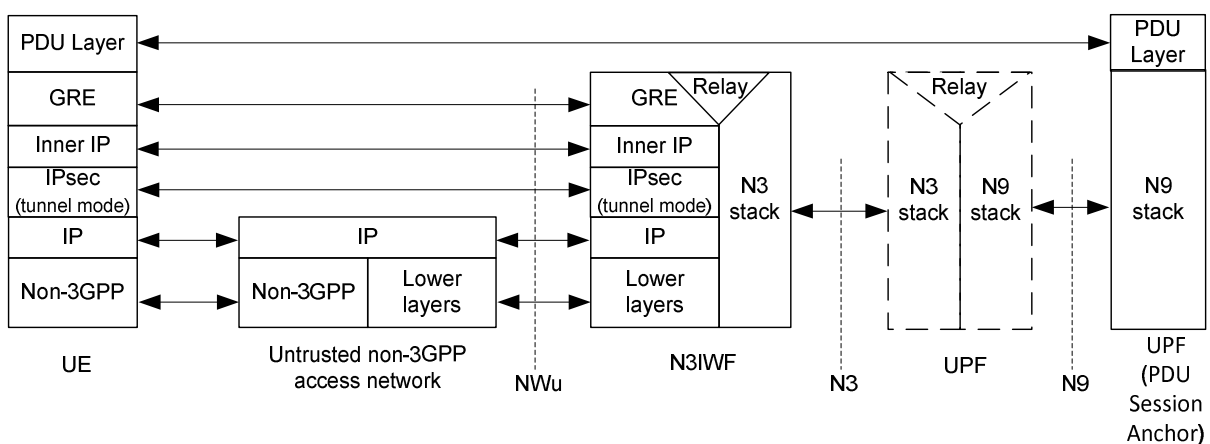 PDU Layer
GRE
Inner IP
IPsec
(tunnel mode)
IP
Non-3GPP
UE
IP
Non-3GPP
Lower
layers
Untrusted non-3GPP
access network
NWu
Relay
GRE
Inner IP
IPsec
(tunnel mode)
IP
Lower
layers
N3
stack
N3IWF
N3
Relay
N3
stack
N9
stack
UPF
N9
PDU
Layer
N9
stack
UPF
(PDU
Session
Anchor)